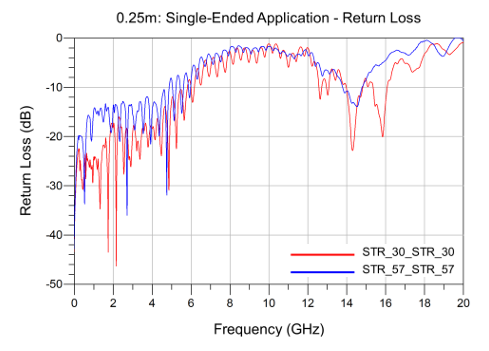 0.25m: Single-Ended Application - Return Loss
0
-10
-20
-30
-40
-50
Return Loss (dB)
STR_30_STR_30
STR_57_STR_57
0 2 4 6 8 10 12 14 16 18 20
Frequency (GHz)